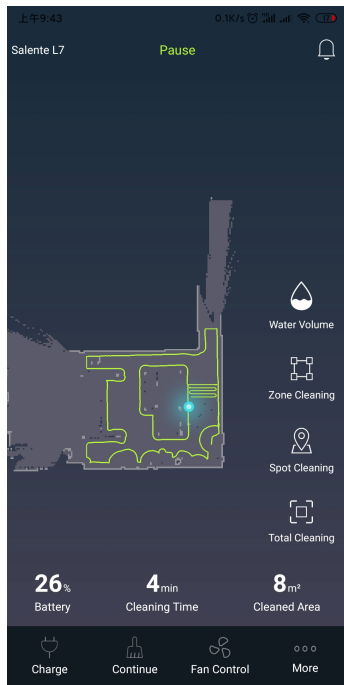 上午9:43
0.1K/s
Salente L7
Pause
Water Volume
Zone Cleaning
Spot Cleaning
Total Cleaning
26% 4min 8m²
Battery Cleaning Time Cleaned Area
Charge Continue Fan Control More